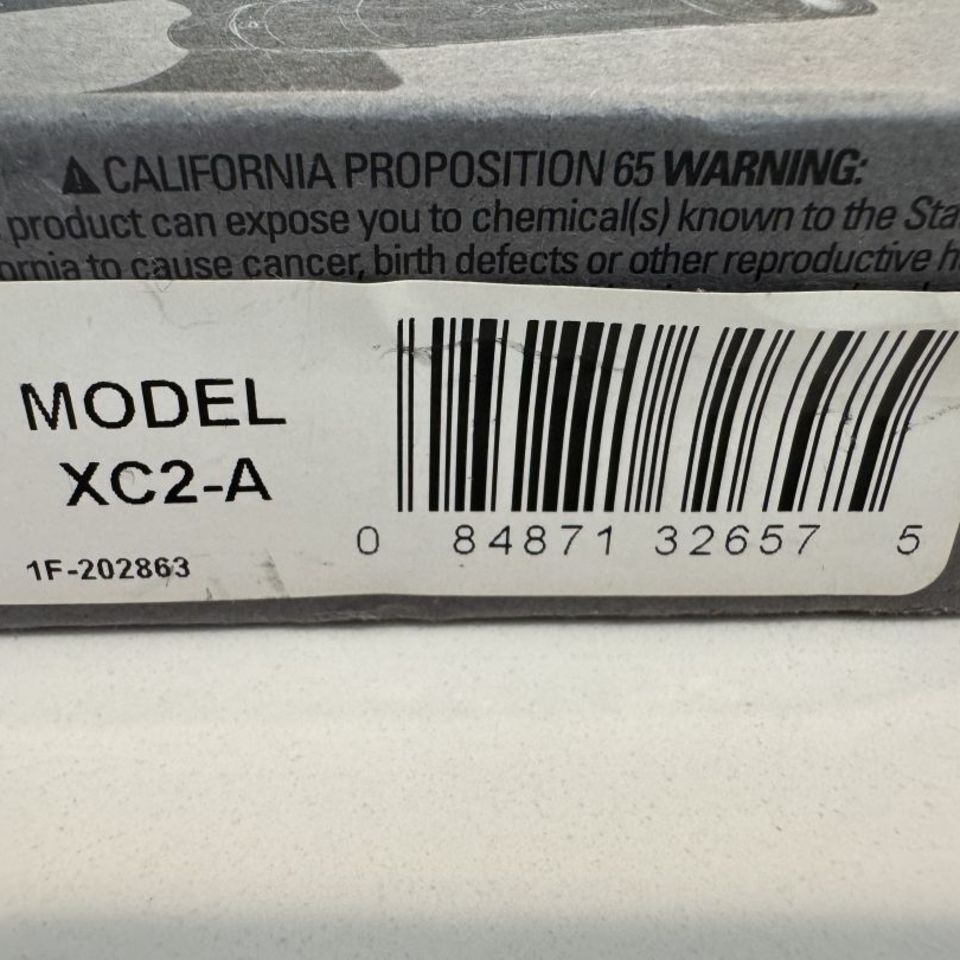 ⚠ CALIFORNIA PROPOSITION 65 WARNING:
product can expose you to chemical(s) known to the
to cause cancer, birth defects or other reproductive
MODEL
XC2-A
1F-202863
0 84871 32657 5